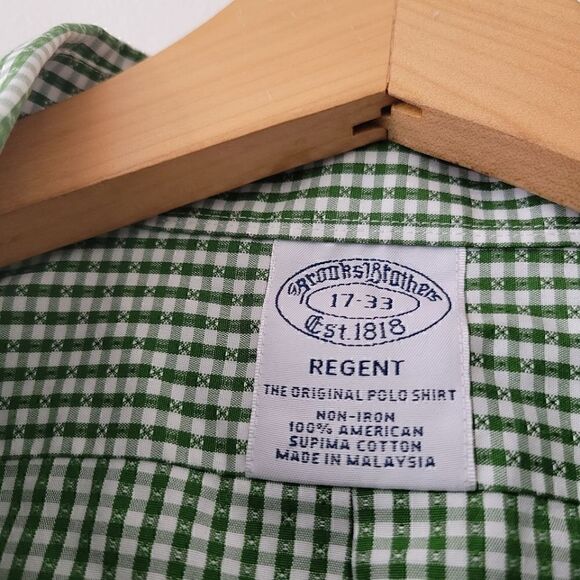 Brooks Brothers
17-33
Est. 1818
REGENT
THE ORIGINAL POLO SHIRT
NON-IRON
100% AMERICAN
SUPIMA COTTON
MADE IN MALAYSIA